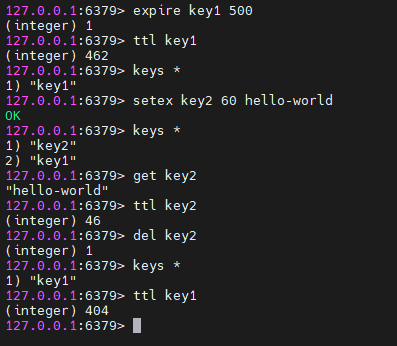 127.0.0.1:6379> expire key1 500
(integer) 1
127.0.0.1:6379> ttl key1
(integer) 462
127.0.0.1:6379> keys *
1) "key1"
127.0.0.1:6379> setex key2 60 hello-world
OK
127.0.0.1:6379> keys *
1) "key2"
2) "key1"
127.0.0.1:6379> get key2
"hello-world"
127.0.0.1:6379> ttl key2
(integer) 46
127.0.0.1:6379> del key2
(integer) 1
127.0.0.1:6379> keys *
1) "key1"
127.0.0.1:6379> ttl key1
(integer) 404
127.0.0.1:6379>